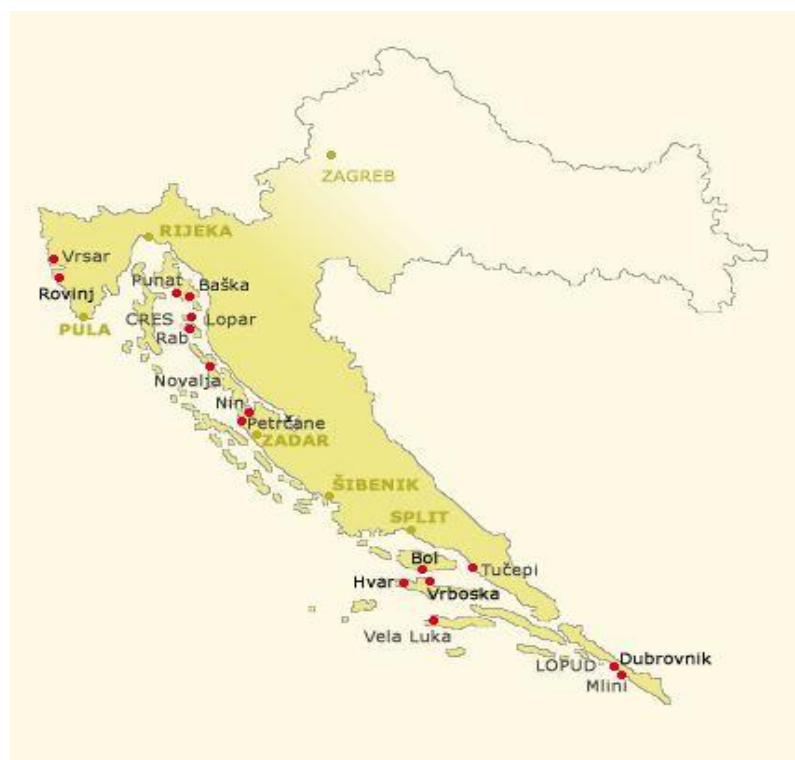 ZAGREB
RIJEKA
Vrsar
Punat
Baška
Rovinj
CRES
Lopar
PULA
Rab
Novalja
Nin
Petrčane
ZADAR
ŠIBENIK
SPLIT
Bol
Tučepi
Hvar
Vrboska
Vela Luka
Dubrovnik
LOPUD
Mlini